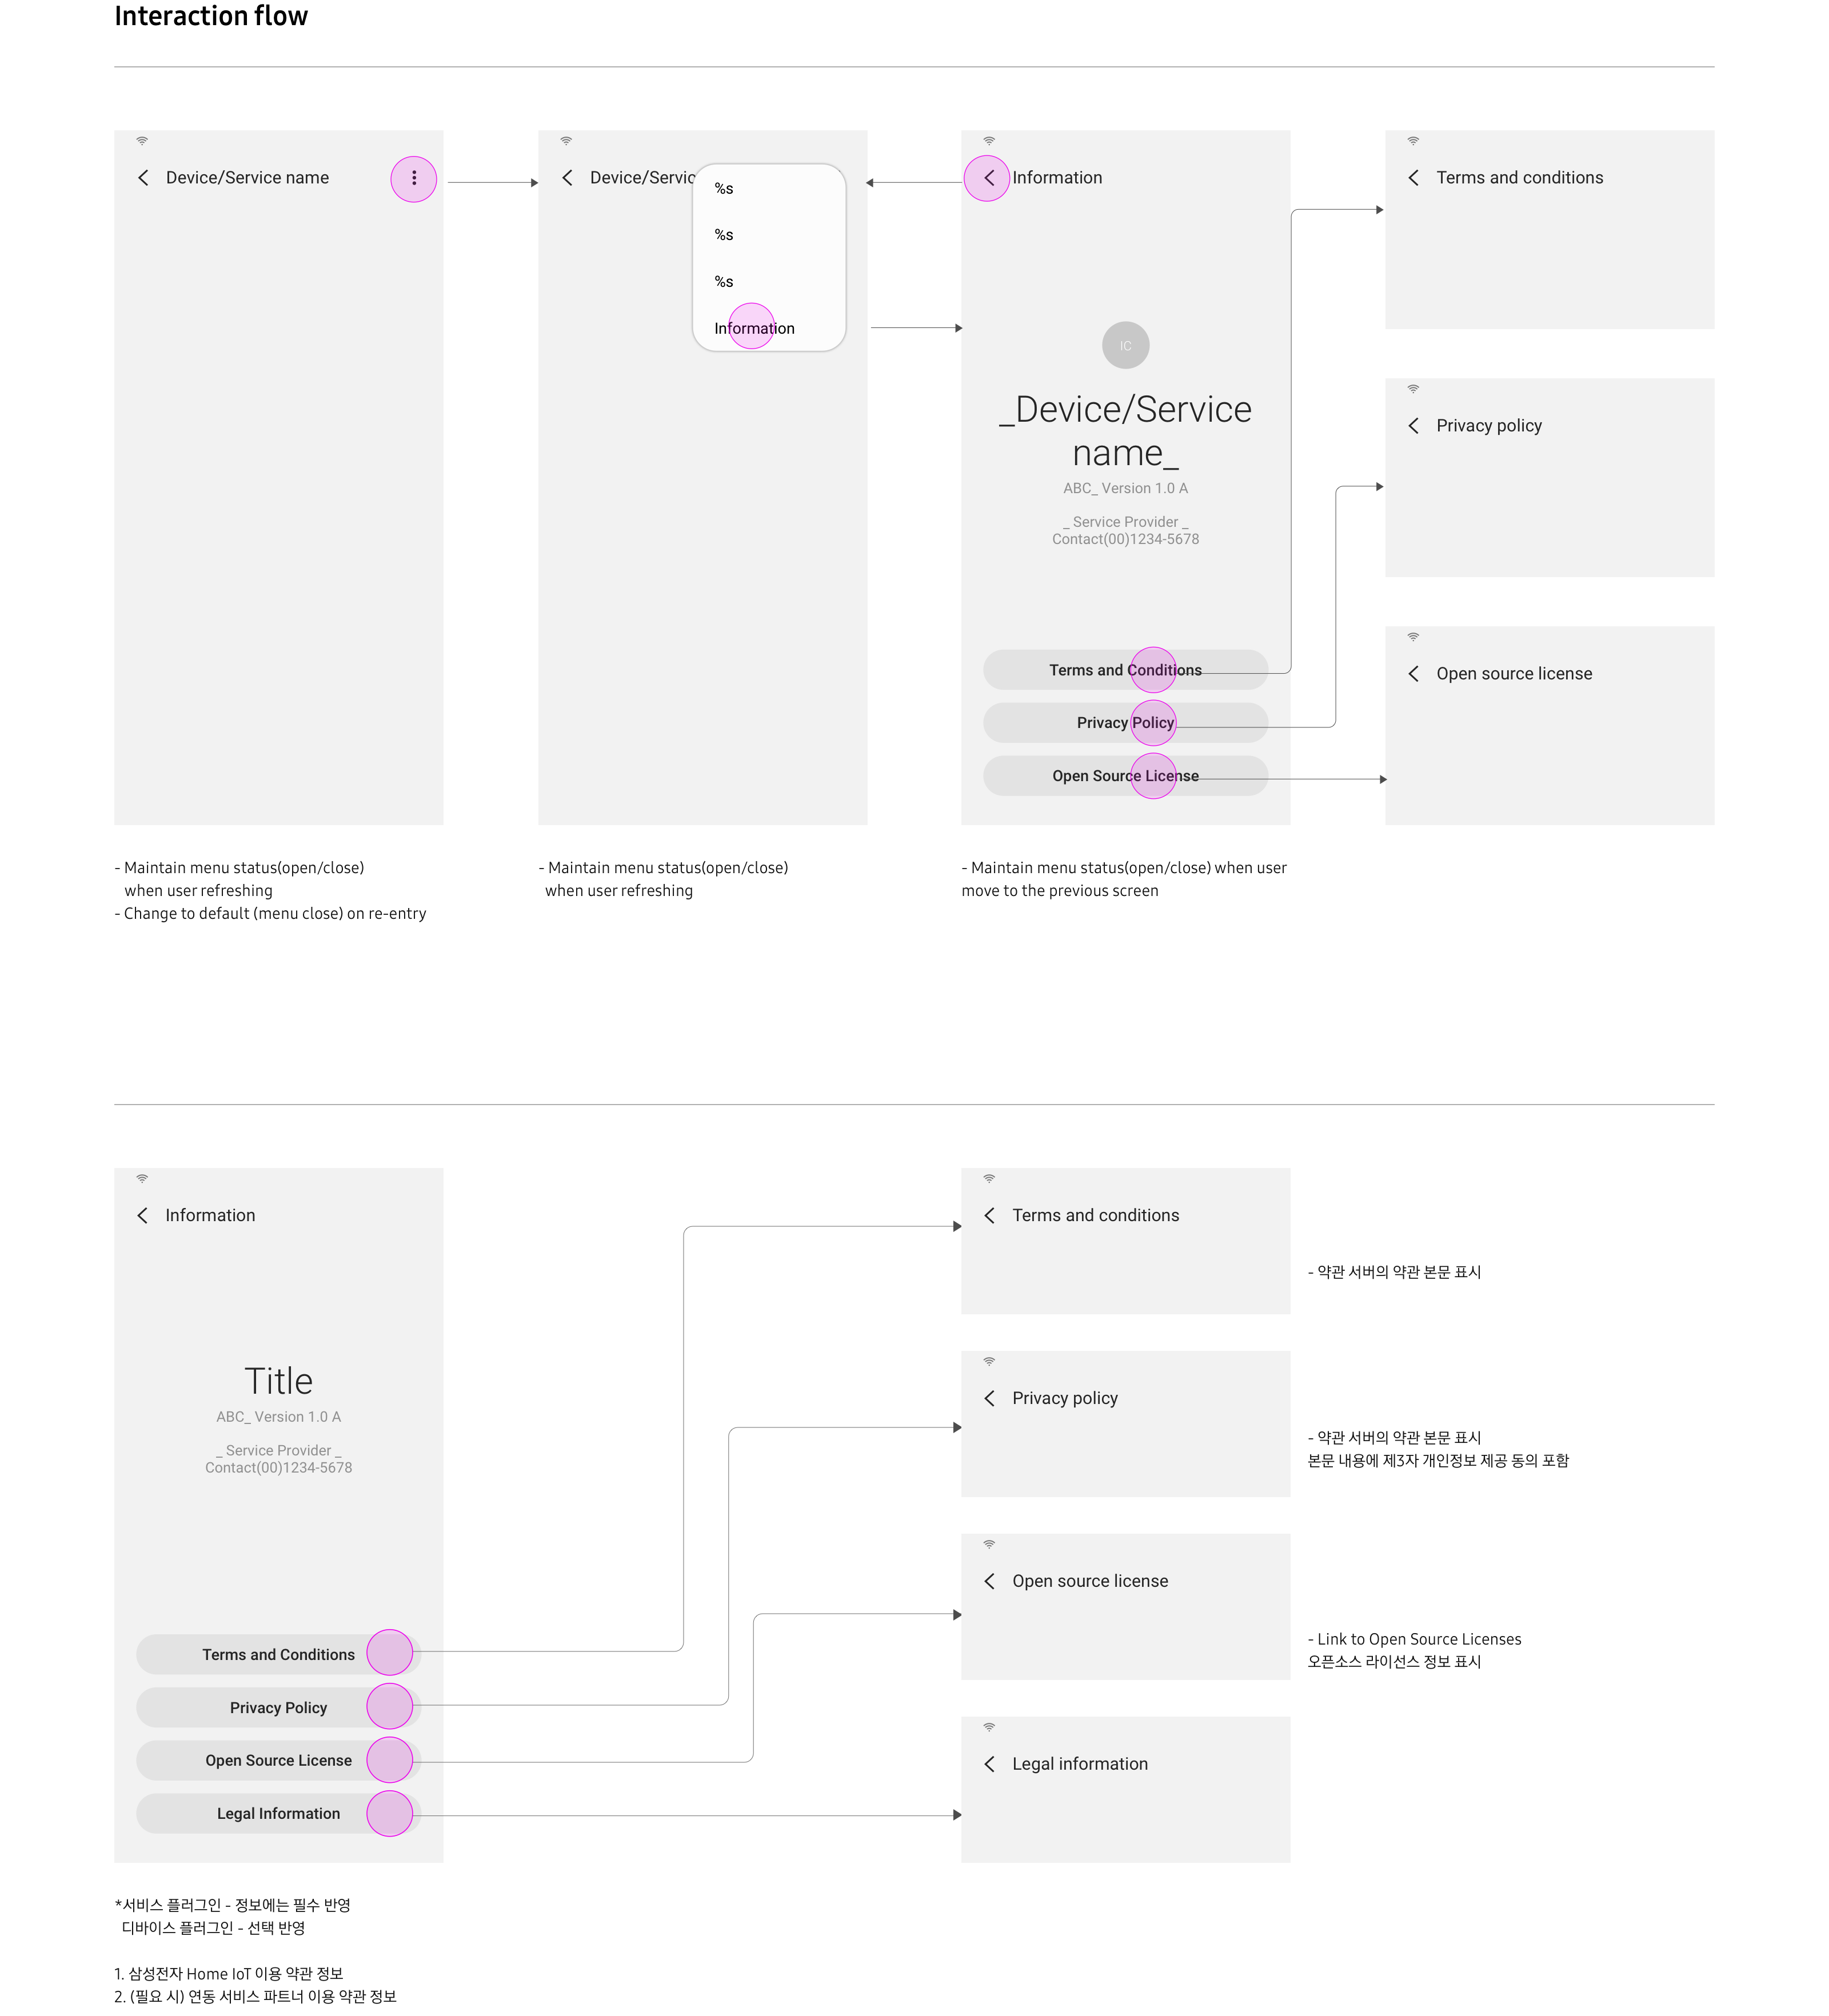 Interaction flow
Device/Service name
Device/Servic
%s
%s
%s
Information
Information
IC
_Device/Service
name_
ABC_ Version 1.0 A
_ Service Provider _
Contact(00)1234-5678
Terms and Conditions
Privacy Policy
Open Source License
Terms and conditions
Privacy policy
Open source license
- Maintain menu status(open/close)
when user refreshing
- Change to default (menu close) on re-entry
- Maintain menu status(open/close)
when user refreshing
- Maintain menu status(open/close) when user
move to the previous screen
Information
Title
ABC_ Version 1.0 A
_ Service Provider _
Contact(00)1234-5678
Terms and Conditions
Privacy Policy
Open Source License
Legal Information
Terms and conditions
- 약관 서버의 약관 본문 표시
Privacy policy
- 약관 서버의 약관 본문 표시
본문 내용에 제3자 개인정보 제공 동의 포함
Open source license
- Link to Open Source Licenses
오픈소스 라이선스 정보 표시
Legal information
*서비스 플러그인 - 정보에는 필수 반영
디바이스 플러그인 - 선택 반영
1. 삼성전자 Home IoT 이용 약관 정보
2. (필요 시) 연동 서비스 파트너 이용 약관 정보